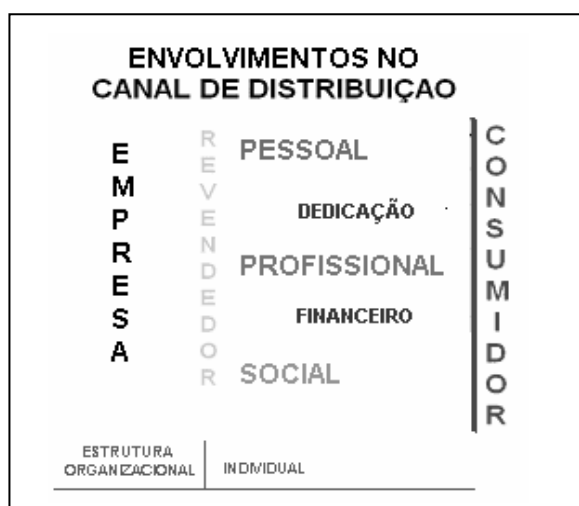 ENVOLVIMENTOS NO
CANAL DE DISTRIBUIÇAO
EMPRESA
REVENDEDOR
PESSOAL
DEDICAÇÃO
PROFISSIONAL
FINANCEIRO
SOCIAL
CONSUMIDOR
ESTRUTURA
ORGANIZACIONAL
INDIVIDUAL